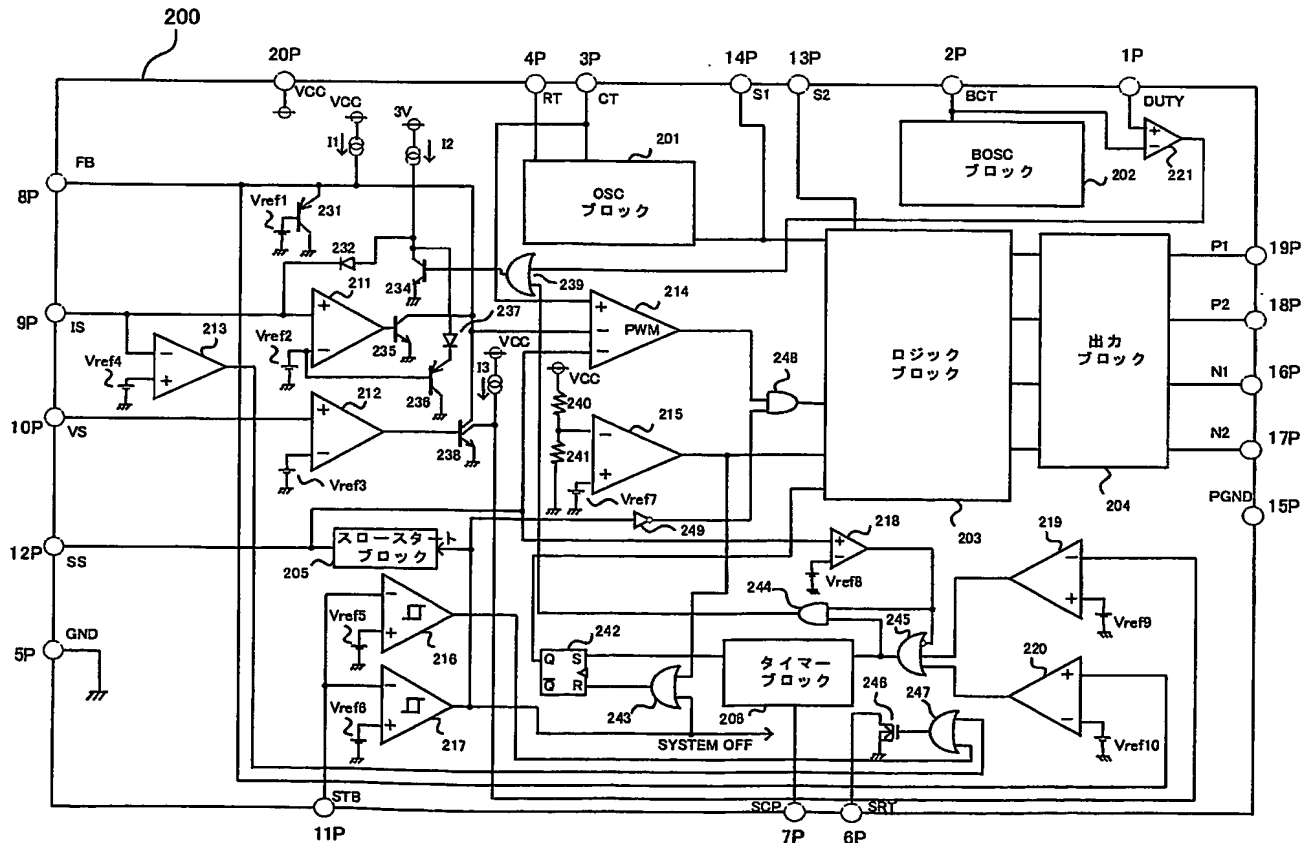 200
20P
4P
3P
14P
13P
2P
1P
VCC
RT
CT
S1
S2
BCT
DUTY
VCC
3V
I1
I2
201
OSC
ブロック
BOSC
ブロック
202
221
FB
8P
Vref1
231
232
234
239
211
237
214
PWM
9P
IS
213
Vref2
235
VCC
Vref4
236
I3
VCC
248
ロジック
ブロック
出力
ブロック
P1
19P
P2
18P
N1
16P
N2
17P
212
240
215
10P
VS
238
241
Vref3
Vref7
204
PGND
15P
249
203
12P
SS
スロースタート
ブロック
205
218
219
Vref8
244
Vref5
216
242
Q
S
Q
R
タイマー
ブロック
245
Vref9
220
GND
5P
Vref6
217
243
206
246
247
Vref10
SYSTEM OFF
STB
11P
SCP
7P
SRT
6P